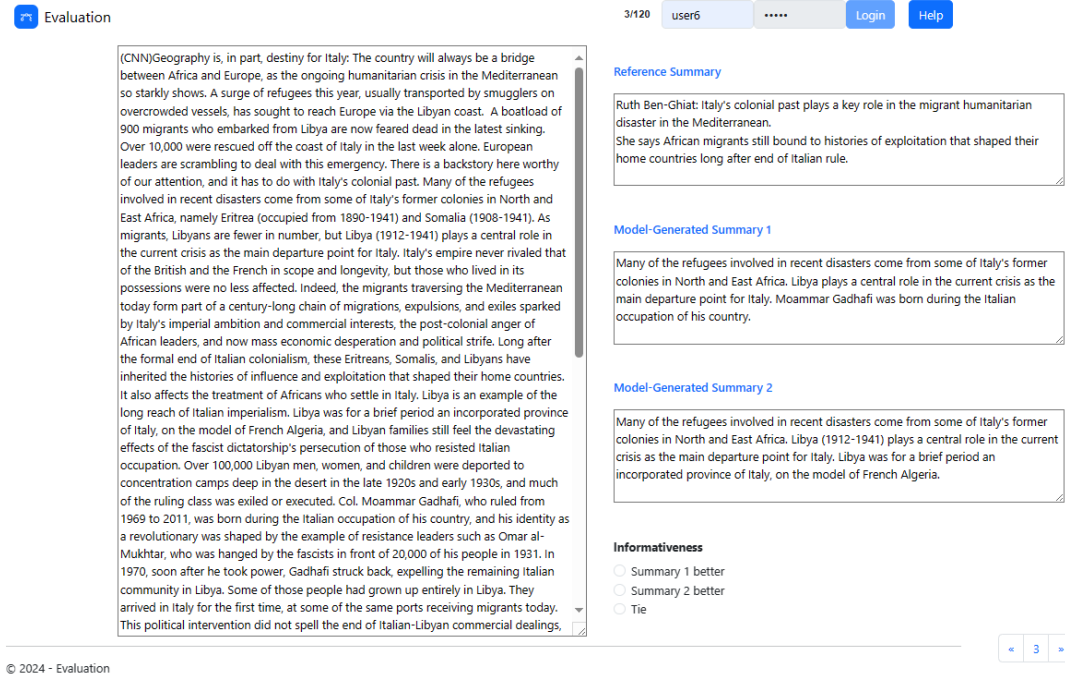 Evaluation
3/120
user6
•••••
Login
Help
(CNN)Geography is, in part, destiny for Italy: The country will always be a bridge
between Africa and Europe, as the ongoing humanitarian crisis in the Mediterranean
so starkly shows. A surge of refugees this year, usually transported by smugglers on
overcrowded vessels, has sought to reach Europe via the Libyan coast.  A boatload of
900 migrants who embarked from Libya are now feared dead in the latest sinking.
Over 10,000 were rescued off the coast of Italy in the last week alone. European
leaders are scrambling to deal with this emergency. There is a backstory here worthy
of our attention, and it has to do with Italy's colonial past. Many of the refugees
involved in recent disasters come from some of Italy's former colonies in North and
East Africa, namely Eritrea (occupied from 1890-1941) and Somalia (1908-1941). As
migrants, Libyans are fewer in number, but Libya (1912-1941) plays a central role in
the current crisis as the main departure point for Italy. Italy's empire never rivaled that
of the British and the French in scope and longevity, but those who lived in its
possessions were no less affected. Indeed, the migrants traversing the Mediterranean
today form part of a century-long chain of migrations, expulsions, and exiles sparked
by Italy's imperial ambition and commercial interests, the post-colonial anger of
African leaders, and now mass economic desperation and political strife. Long after
the formal end of Italian colonialism, these Eritreans, Somalis, and Libyans have
inherited the histories of influence and exploitation that shaped their home countries.
It also affects the treatment of Africans who settle in Italy. Libya is an example of the
long reach of Italian imperialism. Libya was for a brief period an incorporated province
of Italy, on the model of French Algeria, and Libyan families still feel the devastating
effects of the fascist dictatorship's persecution of those who resisted Italian
occupation. Over 100,000 Libyan men, women, and children were deported to
concentration camps deep in the desert in the late 1920s and early 1930s, and much
of the ruling class was exiled or executed. Col. Moammar Gadhafi, who ruled from
1969 to 2011, was born during the Italian occupation of his country, and his identity as
a revolutionary was shaped by the example of resistance leaders such as Omar al-
Mukhtar, who was hanged by the fascists in front of 20,000 of his people in 1931. In
1970, soon after he took power, Gadhafi struck back, expelling the remaining Italian
community in Libya. Some of those people had grown up entirely in Libya. They
arrived in Italy for the first time, at some of the same ports receiving migrants today.
This political intervention did not spell the end of Italian-Libyan commercial dealings,
Reference Summary
Ruth Ben-Ghiat: Italy's colonial past plays a key role in the migrant humanitarian
disaster in the Mediterranean.
She says African migrants still bound to histories of exploitation that shaped their
home countries long after end of Italian rule.
Model-Generated Summary 1
Many of the refugees involved in recent disasters come from some of Italy's former
colonies in North and East Africa. Libya plays a central role in the current crisis as the
main departure point for Italy. Moammar Gadhafi was born during the Italian
occupation of his country.
Model-Generated Summary 2
Many of the refugees involved in recent disasters come from some of Italy's former
colonies in North and East Africa. Libya (1912-1941) plays a central role in the current
crisis as the main departure point for Italy. Libya was for a brief period an
incorporated province of Italy, on the model of French Algeria.
Informativeness
Summary 1 better
Summary 2 better
Tie
« 3 »
© 2024 - Evaluation